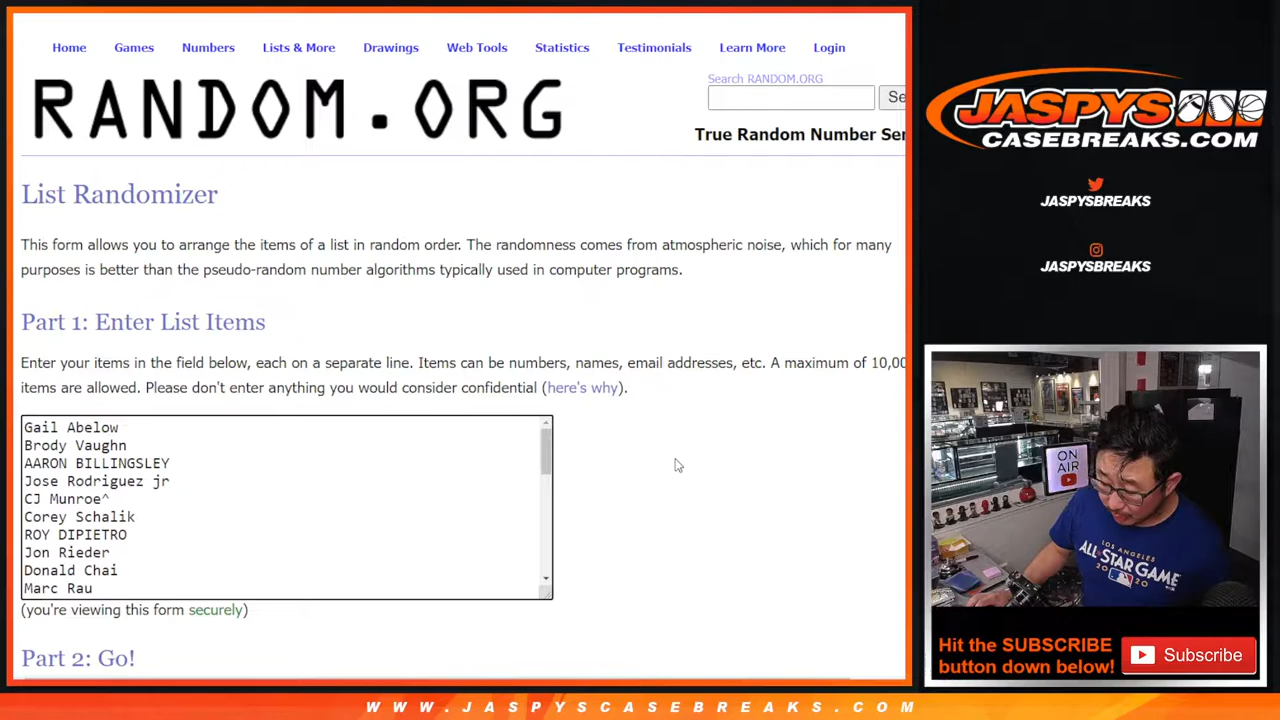 Home Games Numbers Lists & More Drawings Web Tools Statistics Testimonials Learn More Login
RANDOM.ORG
Search RANDOM.ORG
Se
True Random Number Ser
List Randomizer
This form allows you to arrange the items of a list in random order. The randomness comes from atmospheric noise, which for many
purposes is better than the pseudo-random number algorithms typically used in computer programs.
Part 1: Enter List Items
Enter your items in the field below, each on a separate line. Items can be numbers, names, email addresses, etc. A maximum of 10,00
items are allowed. Please don't enter anything you would consider confidential (here's why).
Gail Abelow
Brody Vaughn
AARON BILLINGSLEY
Jose Rodriguez jr
CJ Munroe^
Corey Schalik
ROY DIPIETRO
Jon Rieder
Donald Chai
Marc Rau
(you're viewing this form securely)
Part 2: Go!
JASPYS
CASEBREAKS.COM
JASPYSBREAKS
JASPYSBREAKS
ON
AIR
LOS ANGELES
ALL★STAR GAME
2020
Hit the SUBSCRIBE
button down below!
Subscribe
WWW.JASPYSCASEBREAKS.COM